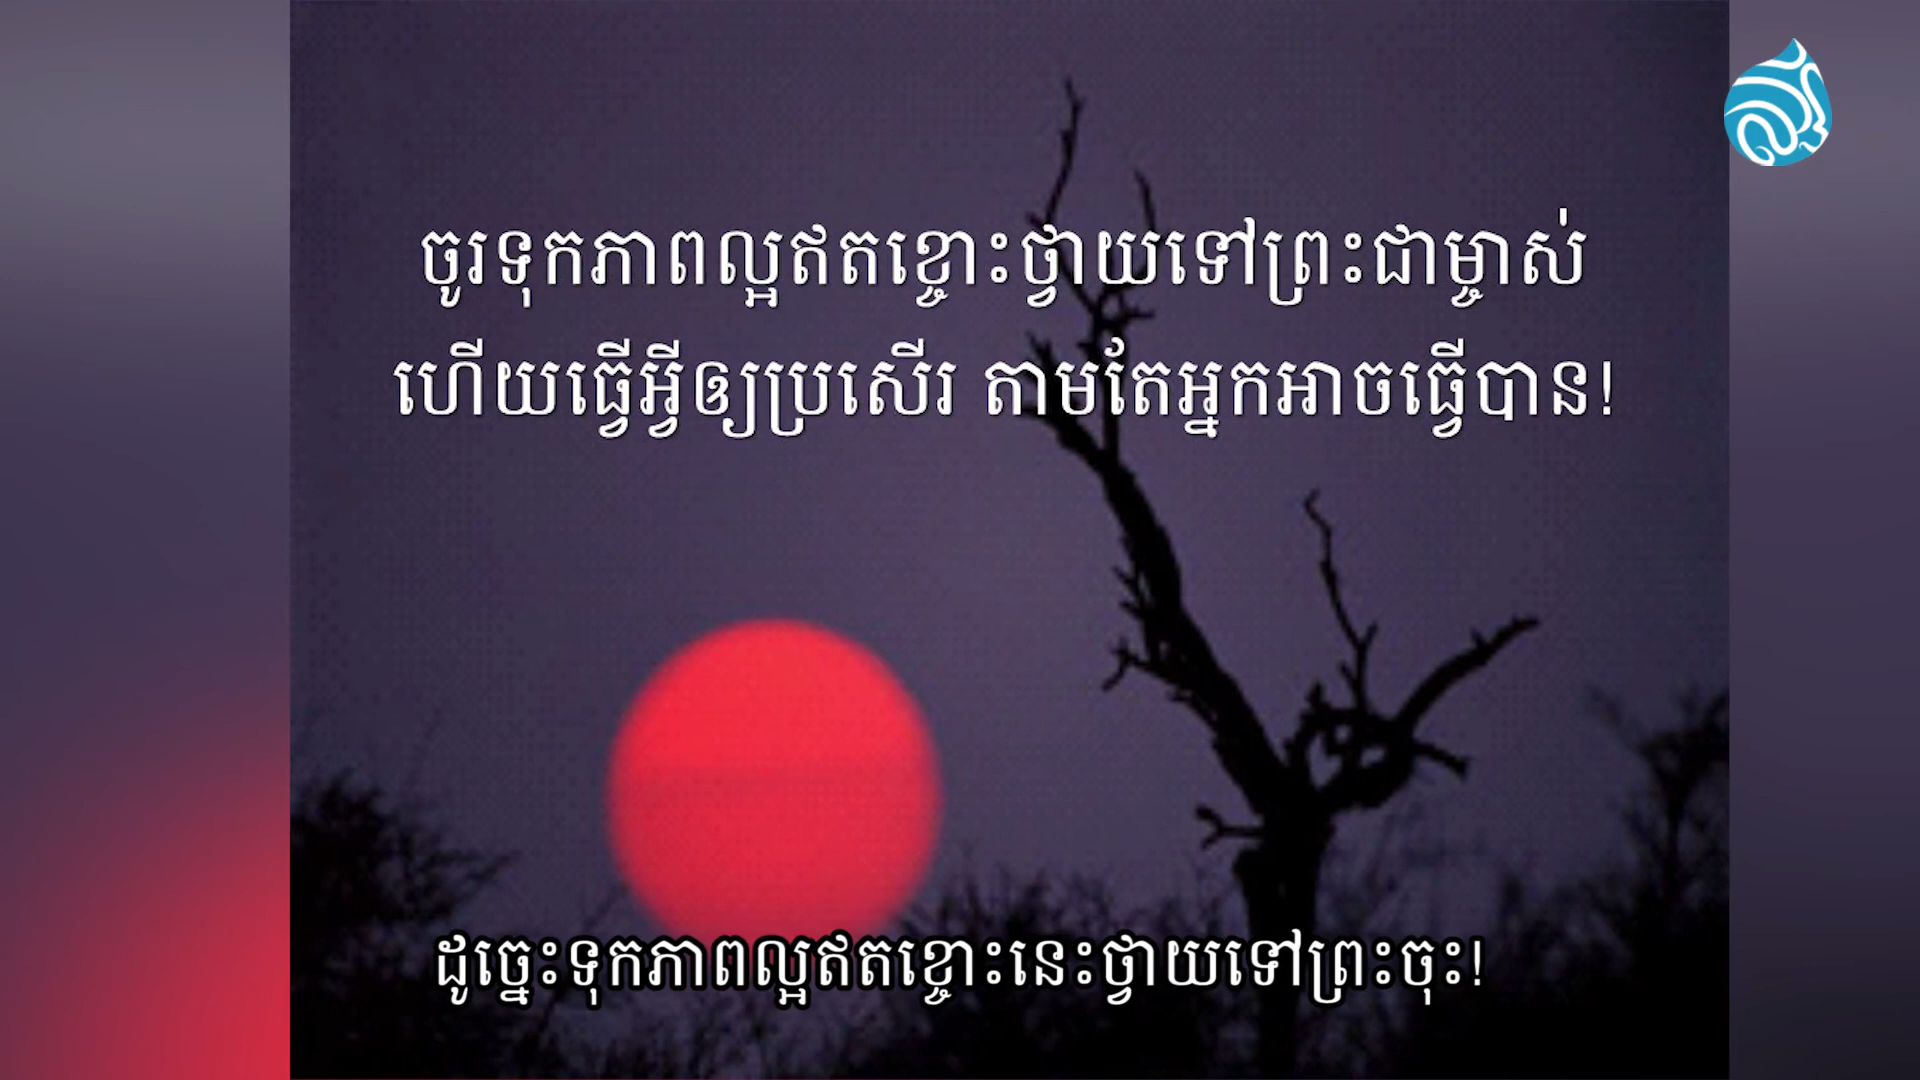 ចូរទុកភាពល្អឥតខ្ចោះថ្វាយទៅព្រះជាម្ចាស់
ហើយធ្វើអ្វីឲ្យប្រសើរ តាមតែអ្នកអាចធ្វើបាន!
ដូច្នេះទុកភាពល្អឥតខ្ចោះនេះថ្វាយទៅព្រះចុះ!